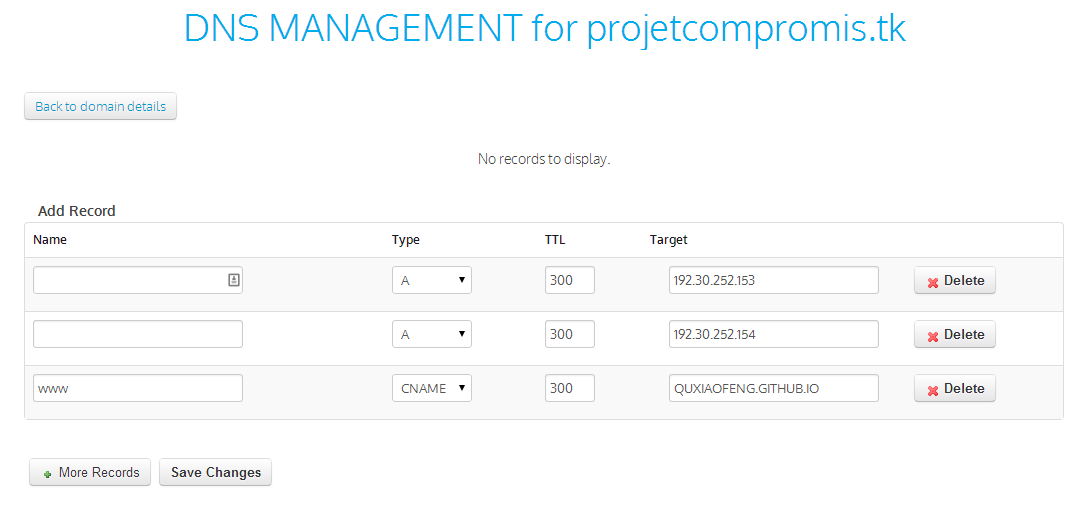 DNS MANAGEMENT for projetcompromis.tk
Back to domain details
No records to display.
Add Record
Name Type TTL Target
A 300 192.30.252.153 Delete
A 300 192.30.252.154 Delete
www CNAME 300 QUXIAOFENG.GITHUB.IO Delete
More Records Save Changes